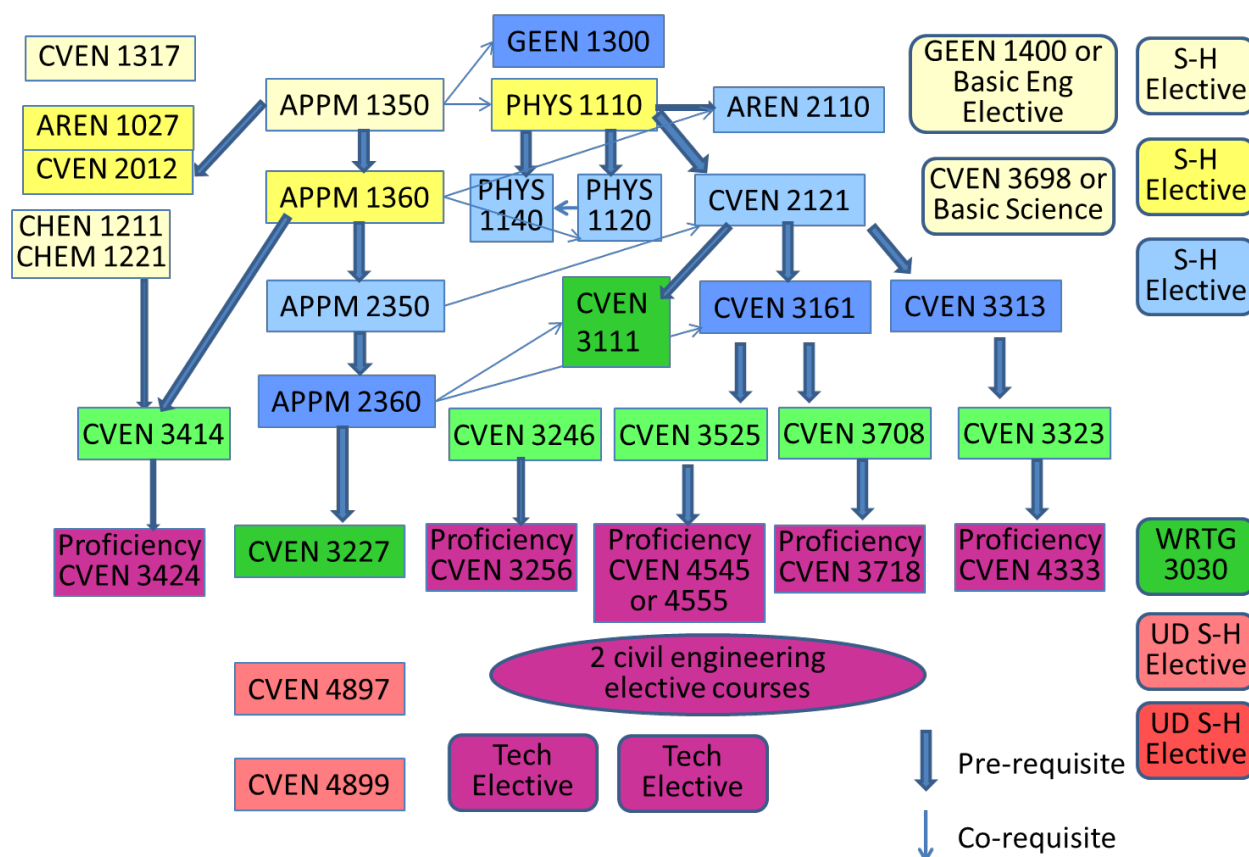 CVEN 1317
GEEN 1300
GEEN 1400 or
Basic Eng
Elective
S-H
Elective
APPM 1350
PHYS 1110
AREN 2110
AREN 1027
CVEN 2012
S-H
Elective
APPM 1360
PHYS
1140
PHYS
1120
CVEN 2121
CVEN 3698 or
Basic Science
CHEN 1211
CHEM 1221
S-H
Elective
APPM 2350
CVEN
3111
CVEN 3161
CVEN 3313
APPM 2360
CVEN 3414
CVEN 3246
CVEN 3525
CVEN 3708
CVEN 3323
Proficiency
CVEN 3424
CVEN 3227
Proficiency
CVEN 3256
Proficiency
CVEN 4545
or 4555
Proficiency
CVEN 3718
Proficiency
CVEN 4333
WRTG
3030
2 civil engineering
elective courses
UD S-H
Elective
CVEN 4897
UD S-H
Elective
CVEN 4899
Tech
Elective
Tech
Elective
Pre-requisite
Co-requisite